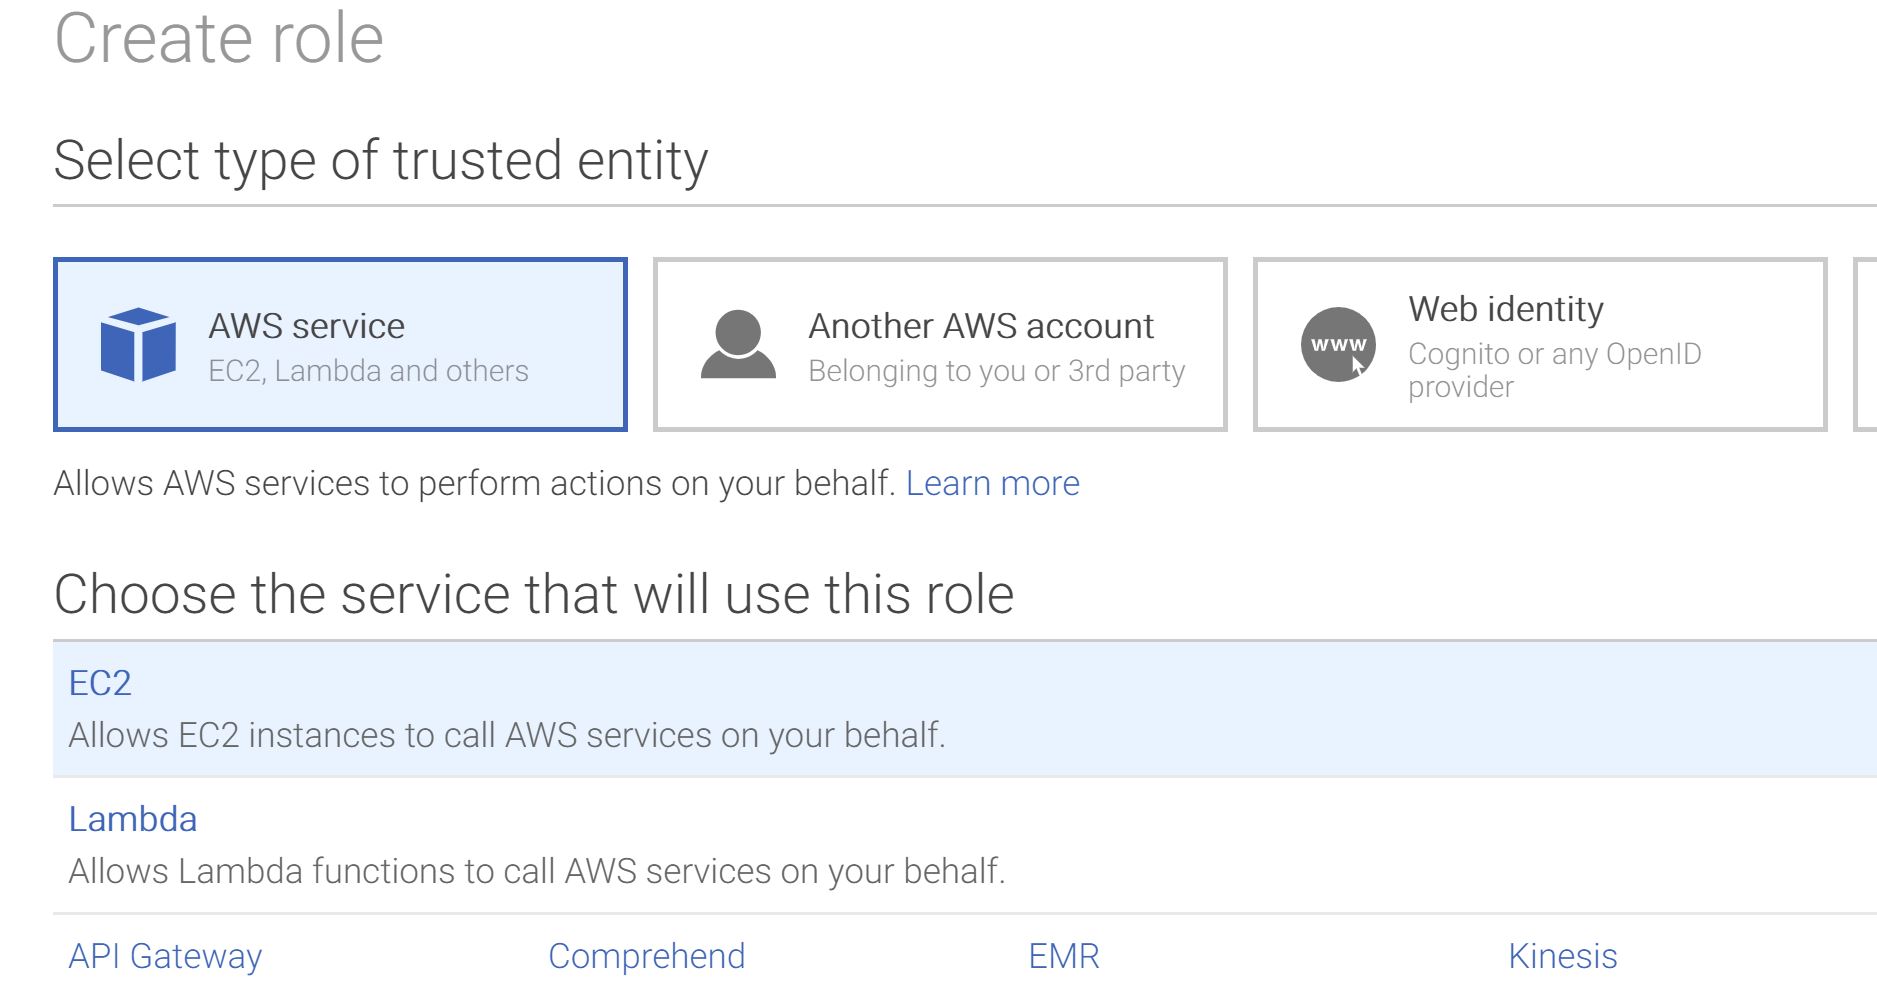 Create role
Select type of trusted entity
AWS service
EC2, Lambda and others
Another AWS account
Belonging to you or 3rd party
www
Web identity
Cognito or any OpenID
provider
Allows AWS services to perform actions on your behalf. Learn more
Choose the service that will use this role
EC2
Allows EC2 instances to call AWS services on your behalf.
Lambda
Allows Lambda functions to call AWS services on your behalf.
API Gateway Comprehend EMR Kinesis